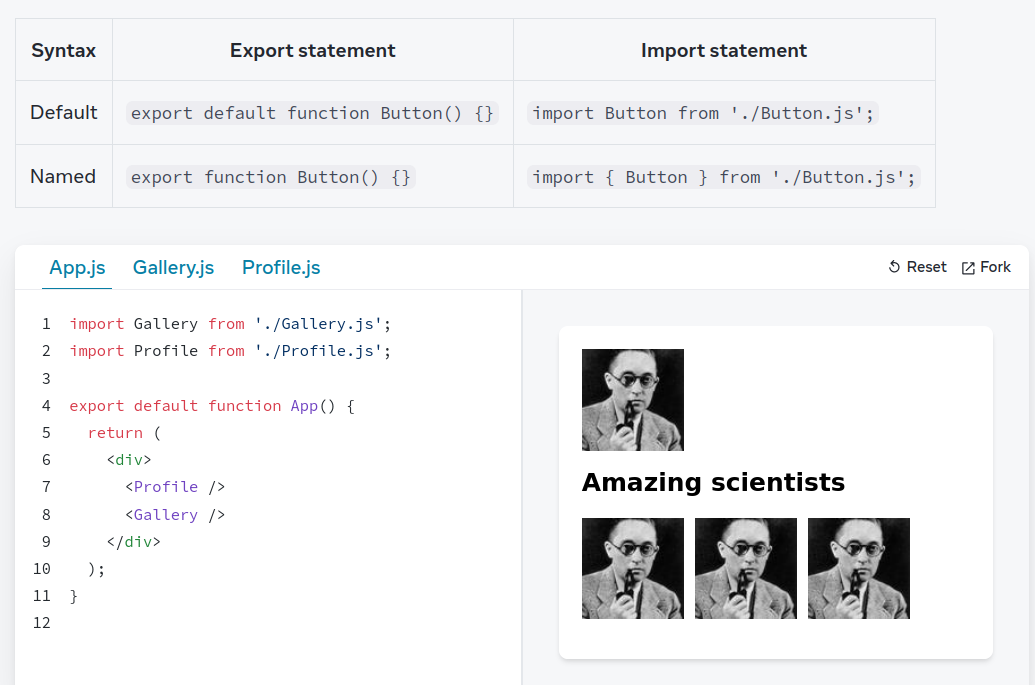 Syntax Export statement Import statement
Default export default function Button() {} import Button from './Button.js';
Named export function Button() {} import { Button } from './Button.js';
App.js Gallery.js Profile.js Reset Fork
1 import Gallery from './Gallery.js';
2 import Profile from './Profile.js';
3
4 export default function App() {
5   return (
6     <div>
7       <Profile />
8       <Gallery />
9     </div>
10   );
11 }
12
Amazing scientists